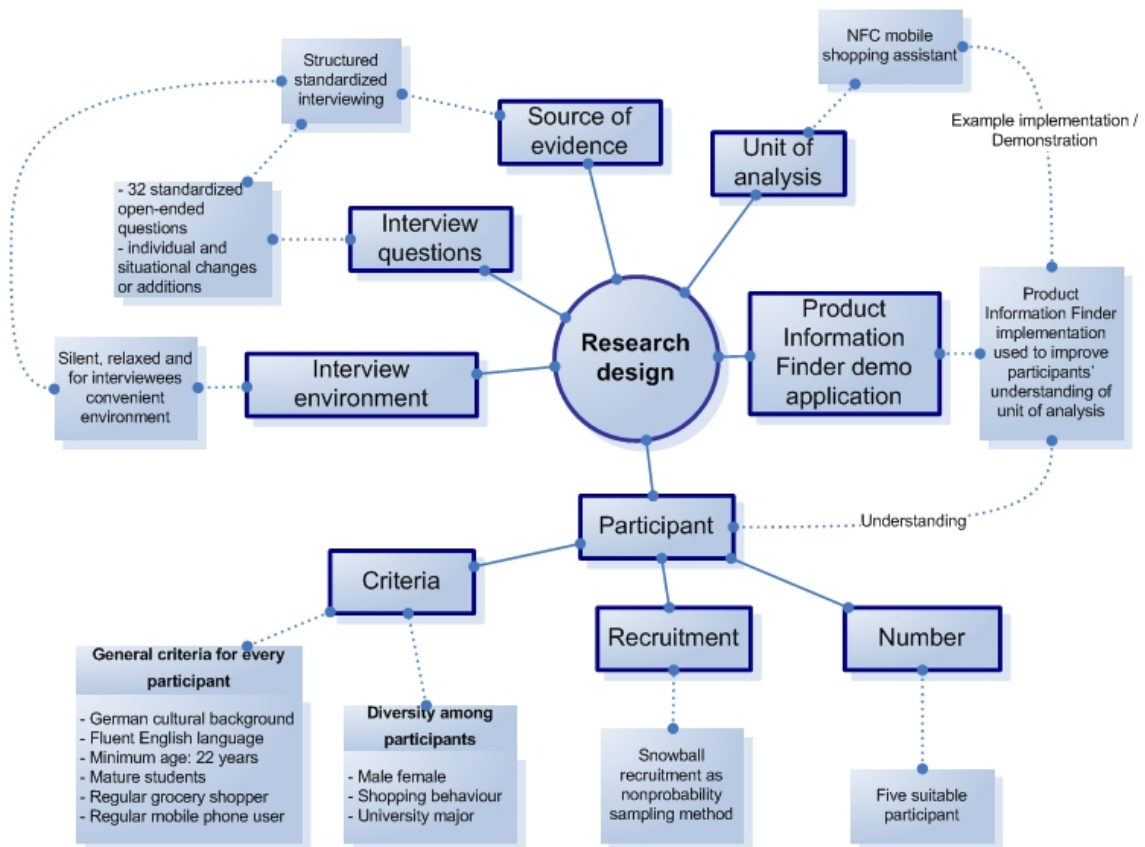 NFC mobile
shopping assistant
Structured
standardized
interviewing
Source of
evidence
Example implementation /
Demonstration
Unit of
analysis
- 32 standardized
open-ended
questions
- individual and
situational changes
or additions
Interview
questions
Product
Information Finder
implementation
used to improve
participants'
understanding of
unit of analysis
Product
Information
Finder demo
application
Research
design
Silent, relaxed and
for interviewees
convenient
environment
Interview
environment
Participant
Understanding
Criteria
Recruitment
Number
General criteria for every
participant
- German cultural background
- Fluent English language
- Minimum age: 22 years
- Mature students
- Regular grocery shopper
- Regular mobile phone user
Diversity among
participants
- Male female
- Shopping behaviour
- University major
Snowball
recruitment as
nonprobability
sampling method
Five suitable
participant